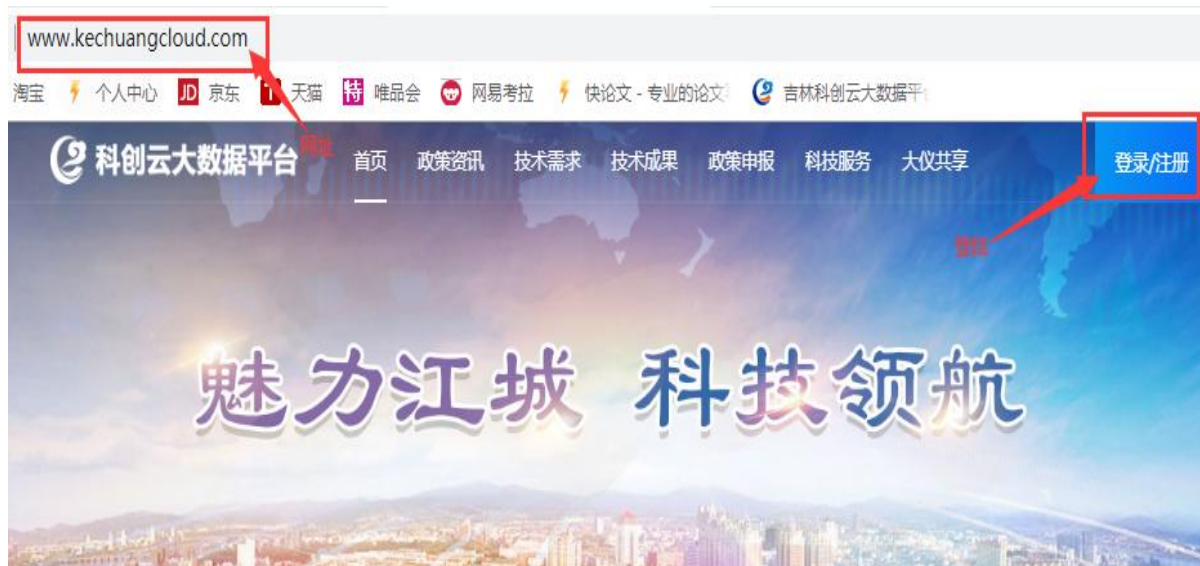 www.kechuangcloud.com
淘宝 个人中心 JD 京东 T 天猫 特 唯品会 网易考拉 快论文 - 专业的论文 吉林科创云大数据平
科创云大数据平台 网址 首页 政策资讯 技术需求 技术成果 政策申报 科技服务 大仪共享 登录/注册
魅力江城 科技领航